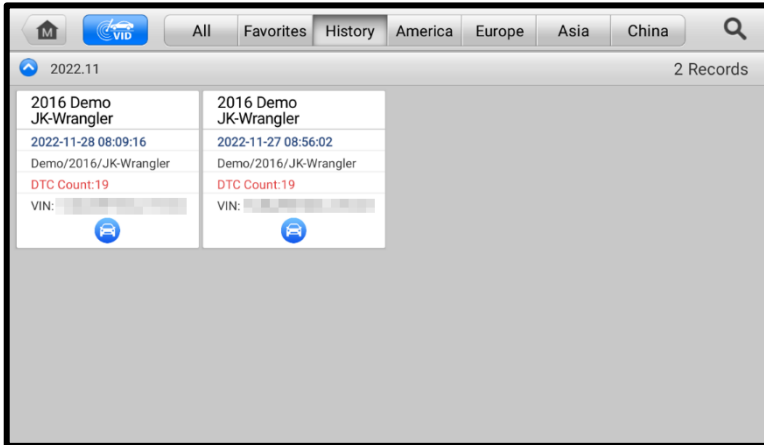 M VID All Favorites History America Europe Asia China
2022.11 2 Records
2016 Demo
JK-Wrangler
2022-11-28 08:09:16
Demo/2016/JK-Wrangler
DTC Count:19
VIN:
2016 Demo
JK-Wrangler
2022-11-27 08:56:02
Demo/2016/JK-Wrangler
DTC Count:19
VIN: